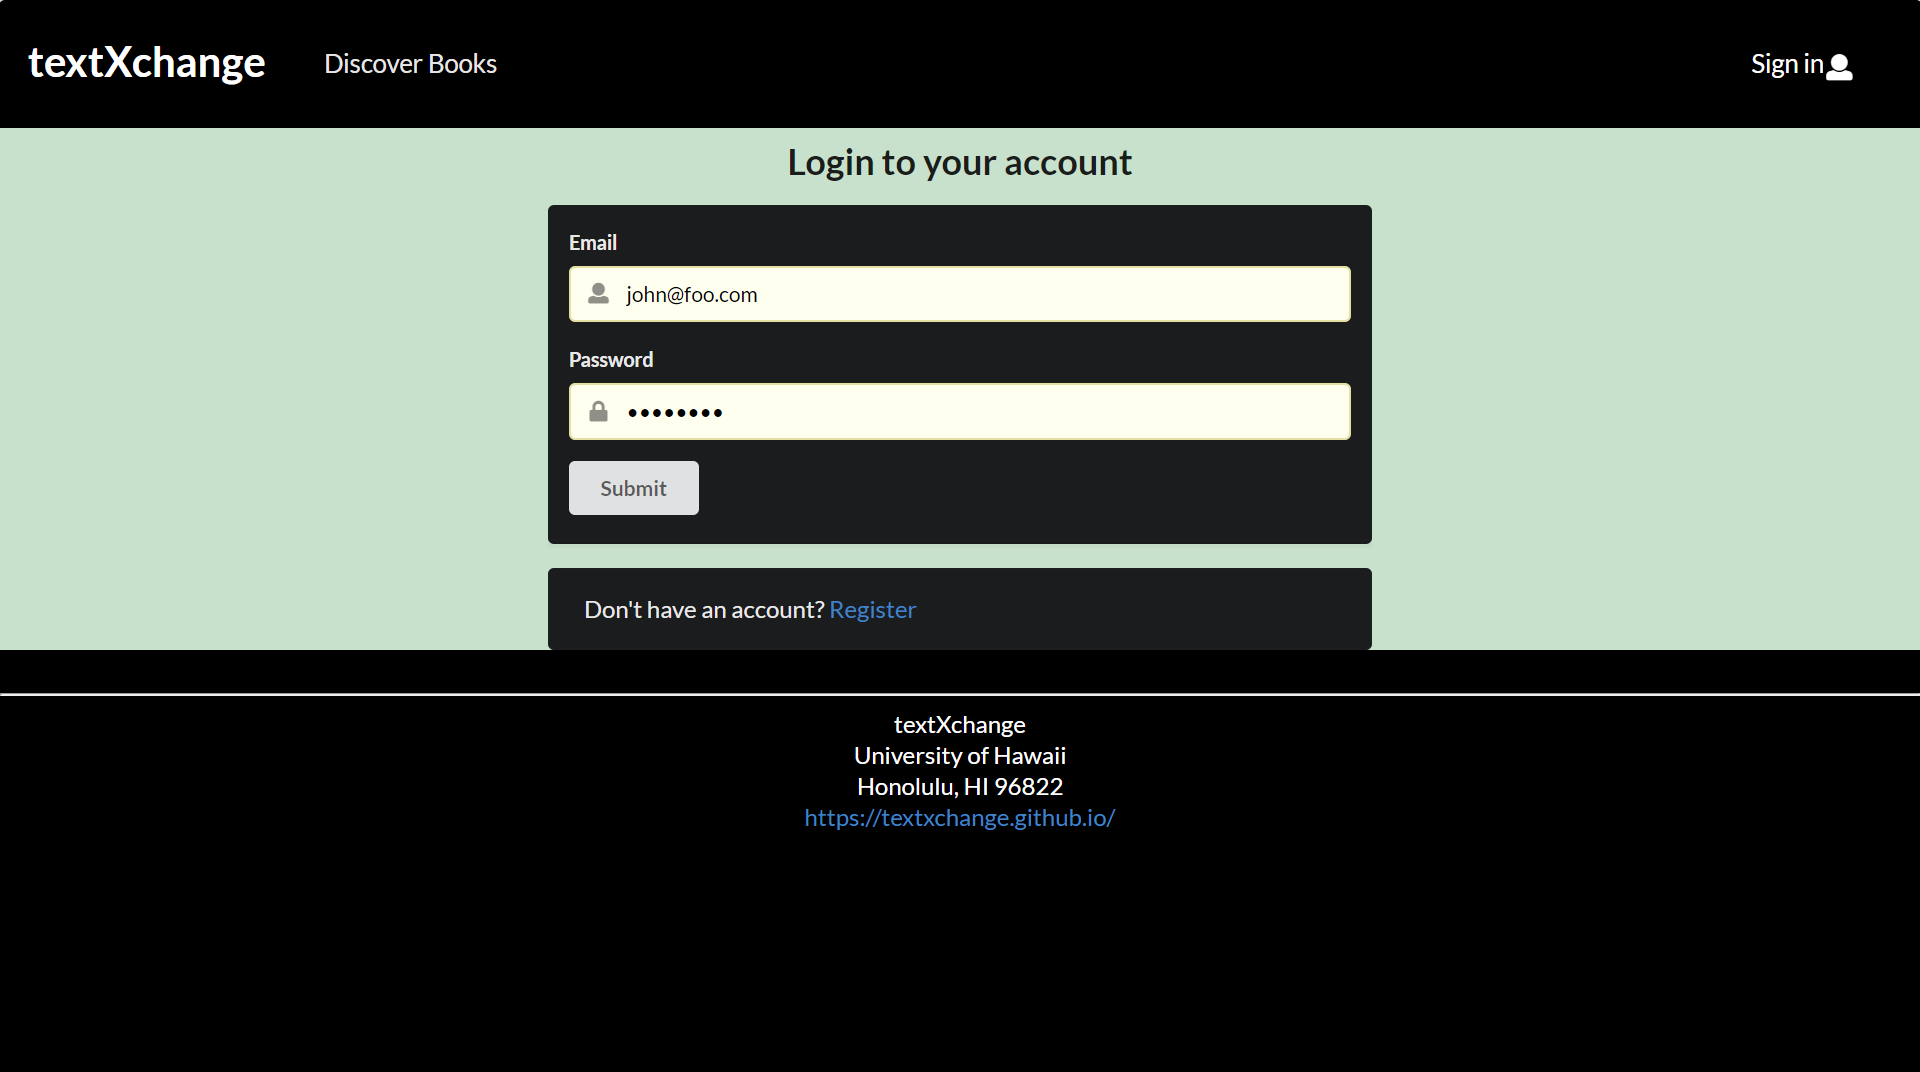 textXchange Discover Books Sign in
Login to your account
Email
john@foo.com
Password
••••••••
Submit
Don't have an account? Register
textXchange
University of Hawaii
Honolulu, HI 96822
https://textxchange.github.io/